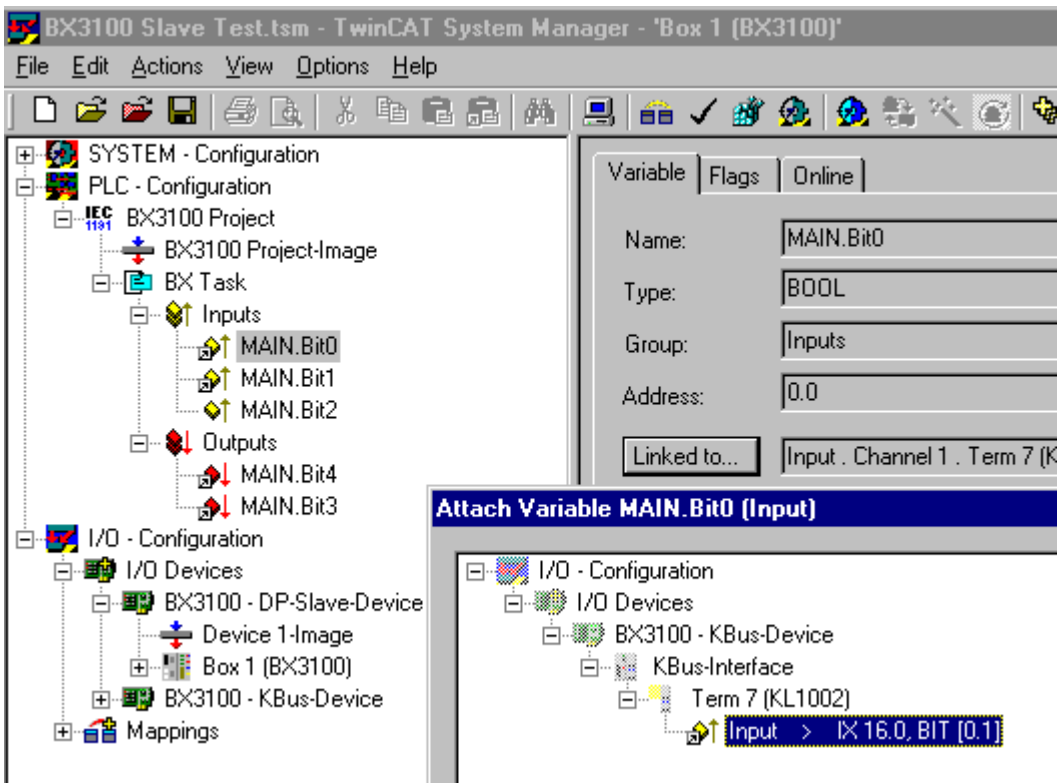 BX3100 Slave Test.tsm - TwinCAT System Manager - 'Box 1 (BX3100)'
File Edit Actions View Options Help
SYSTEM - Configuration
PLC - Configuration
IEC
1131
BX3100 Project
BX3100 Project-Image
BX Task
Inputs
MAIN.Bit0
MAIN.Bit1
MAIN.Bit2
Outputs
MAIN.Bit4
MAIN.Bit3
I/O - Configuration
I/O Devices
BX3100 - DP-Slave-Device
Device 1-Image
Box 1 (BX3100)
BX3100 - KBus-Device
Mappings
Variable Flags Online
Name: MAIN.Bit0
Type: BOOL
Group: Inputs
Address: 0.0
Linked to... Input . Channel 1 . Term 7 (K
Attach Variable MAIN.Bit0 (Input)
I/O - Configuration
I/O Devices
BX3100 - KBus-Device
KBus-Interface
Term 7 (KL1002)
Input > IX 16.0, BIT [0.1]